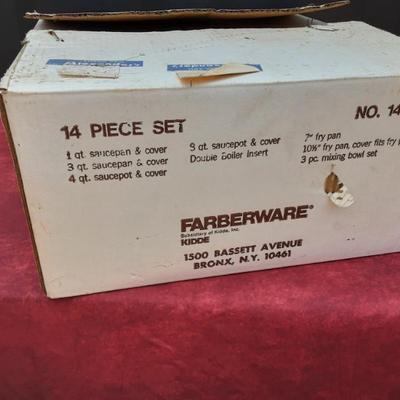 14 PIECE SET
NO. 14
1 qt. saucepan & cover
3 qt. saucepan & cover
4 qt. saucepot & cover
8 qt. saucepot & cover
Double Boiler Insert
7" fry pan
10½" fry pan, cover fits fry
3 pc. mixing bowl set
FARBERWARE®
Subsidiary of Kidde, Inc.
KIDDE
1500 BASSETT AVENUE
BRONX, N.Y. 10461